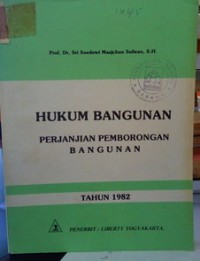 Prof. Dr. Sri Soedewi Masjchun Sofwan, S.H.
HUKUM BANGUNAN
PERJANJIAN PEMBORONGAN
BANGUNAN
TAHUN 1982
PENERBIT : LIBERTY YOGYAKARTA.